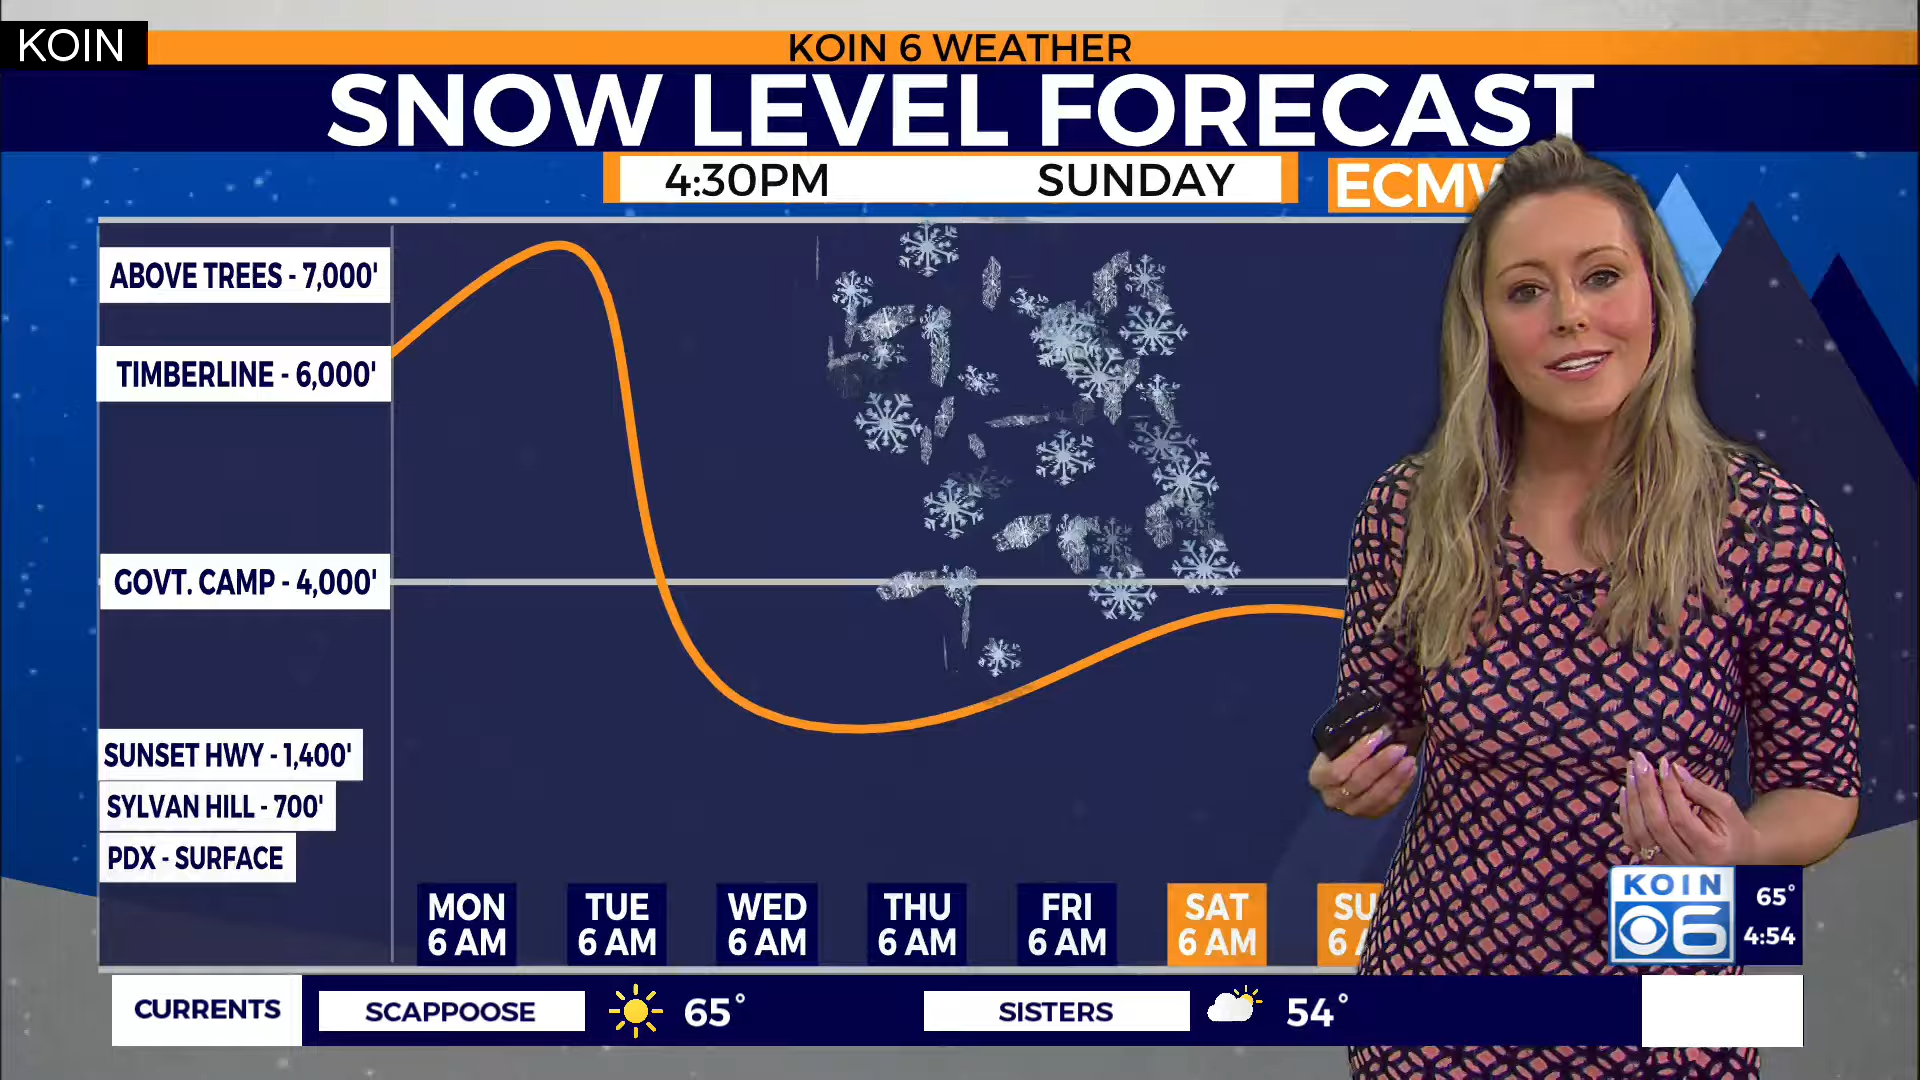 KOIN
KOIN 6 WEATHER
SNOW LEVEL FORECAST
4:30PM SUNDAY
ABOVE TREES - 7,000'
TIMBERLINE - 6,000'
GOVT. CAMP - 4,000'
SUNSET HWY - 1,400'
SYLVAN HILL - 700'
PDX - SURFACE
MON
6 AM
TUE
6 AM
WED
6 AM
THU
6 AM
FRI
6 AM
SAT
6 AM
KOIN
6
65°
4:54
CURRENTS
SCAPPOOSE 65°
SISTERS 54°